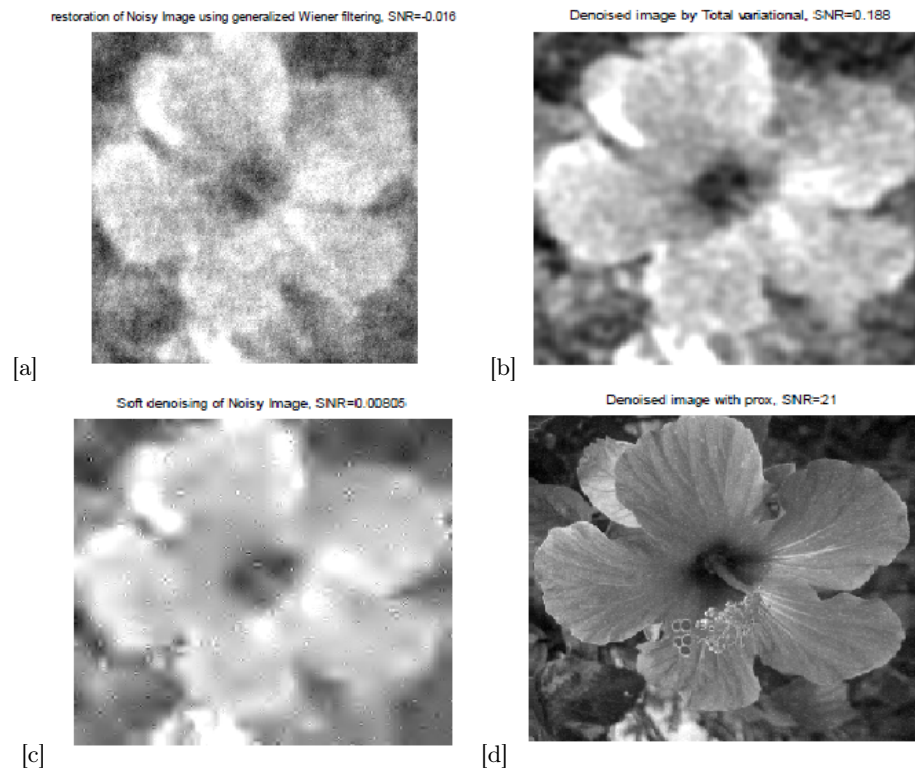 restoration of Noisy Image using generalized Wiener filtering, SNR=-0.016
Denoised image by Total variational, SNR=0.188
[a]
[b]
Soft denoising of Noisy Image, SNR=0.00805
Denoised image with prox, SNR=21
[c]
[d]